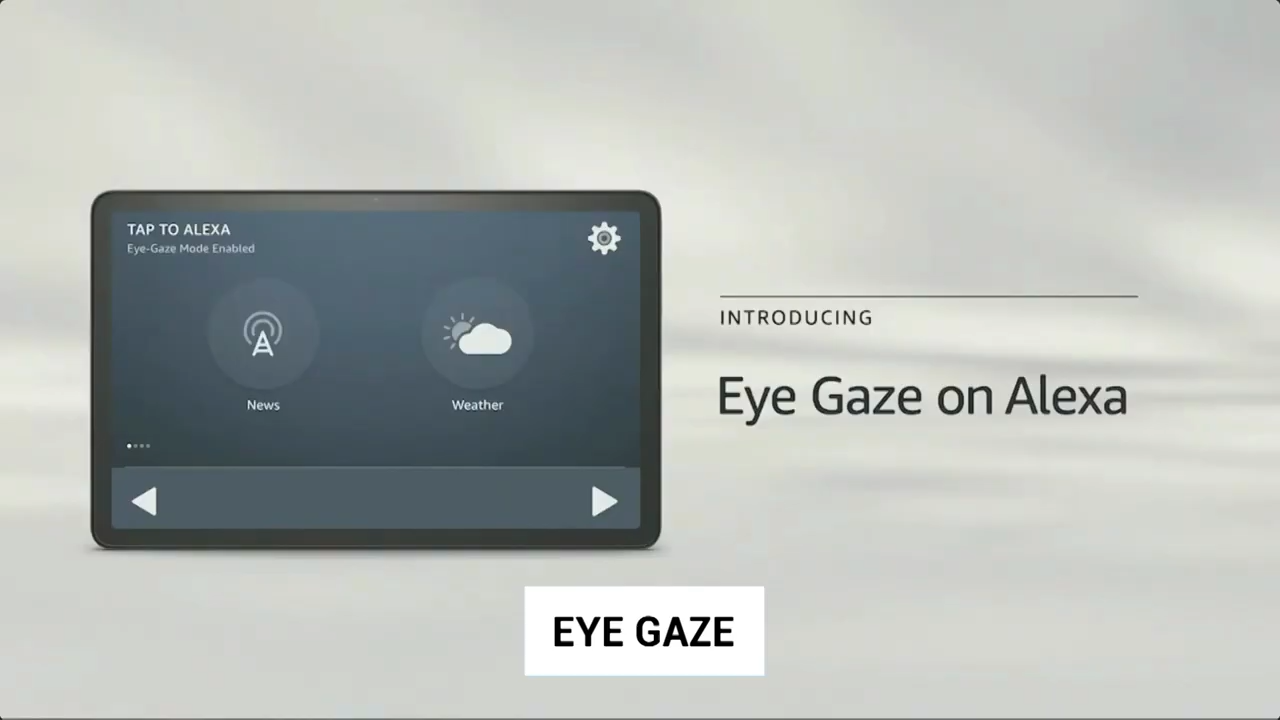 TAP TO ALEXA
Eye-Gaze Mode Enabled
News
Weather
INTRODUCING
Eye Gaze on Alexa
EYE GAZE